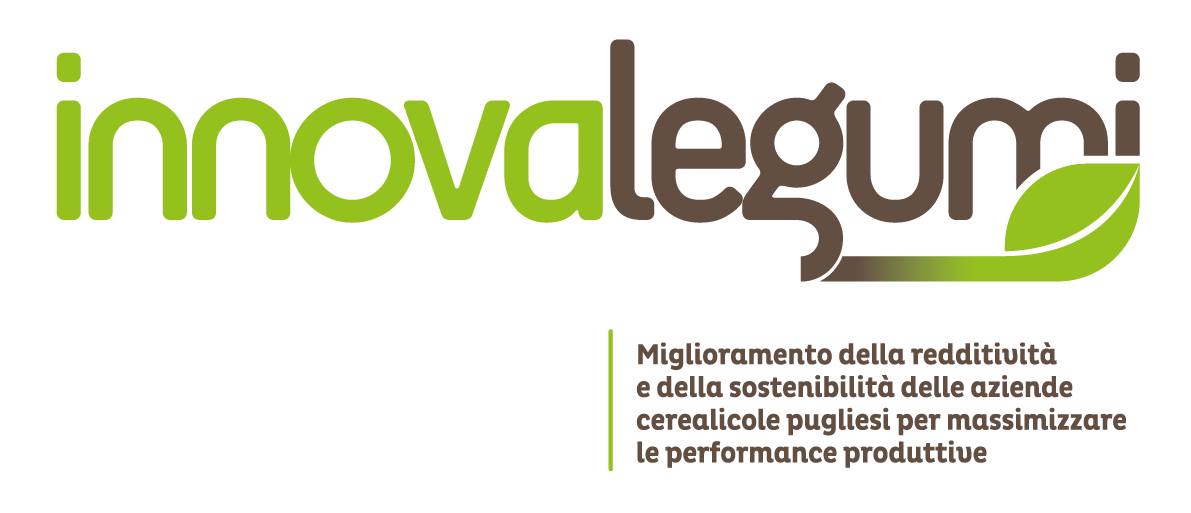 innovalegumi
Miglioramento della redditività
e della sostenibilità delle aziende
cerealicole pugliesi per massimizzare
le performance produttive